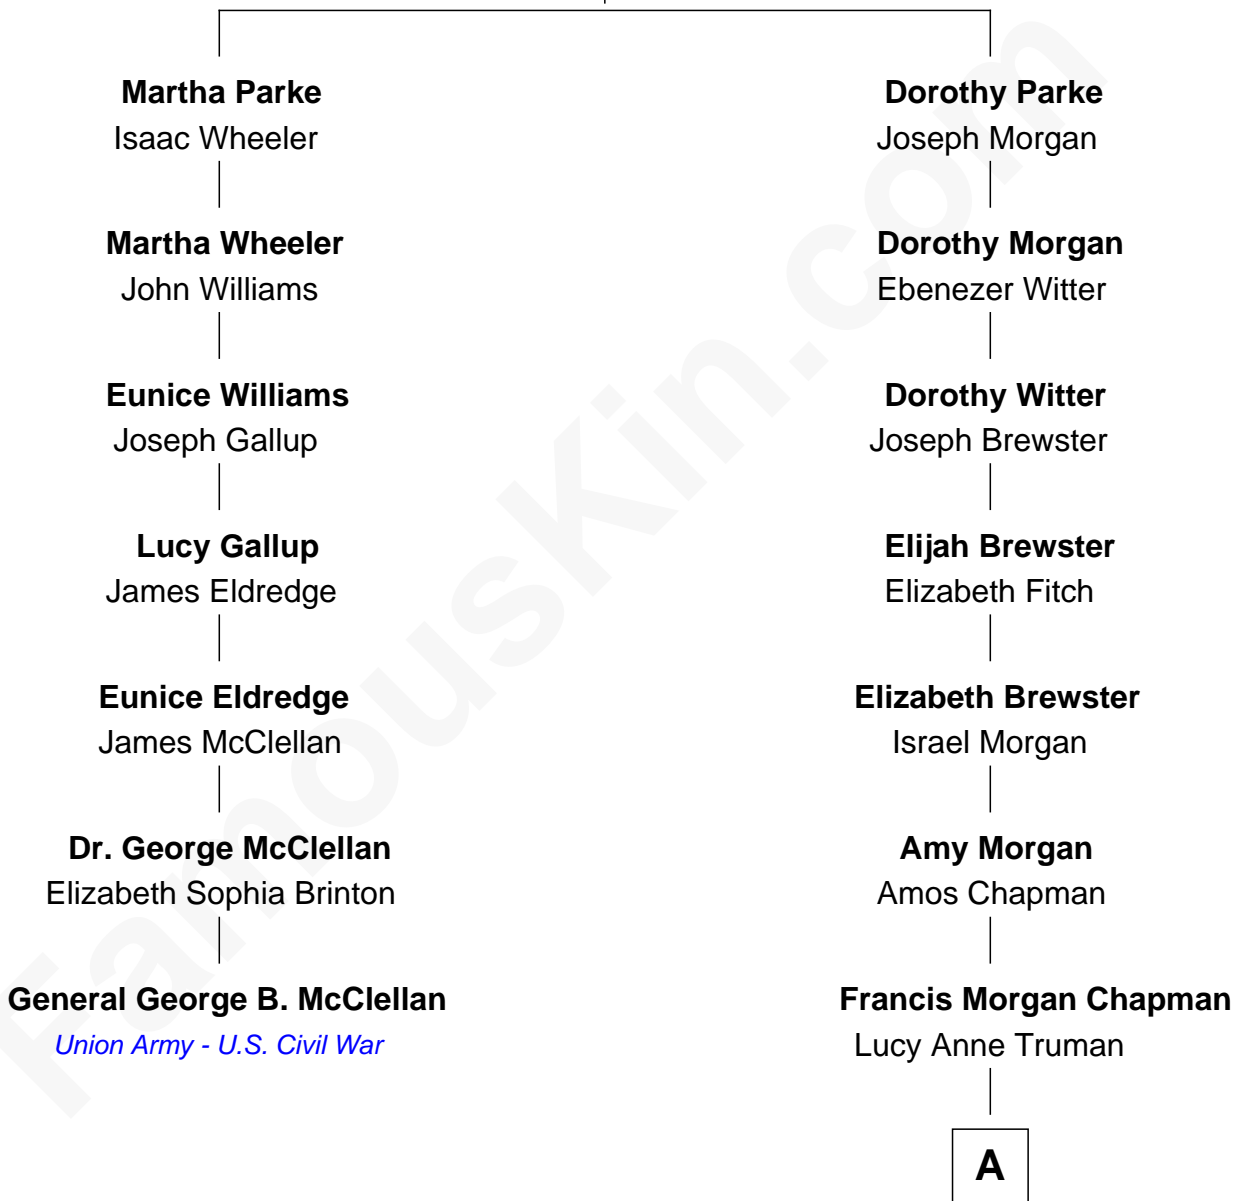 Martha Parke
Isaac Wheeler
Martha Wheeler
John Williams
Eunice Williams
Joseph Gallup
Lucy Gallup
James Eldredge
Eunice Eldredge
James McClellan
Dr. George McClellan
Elizabeth Sophia Brinton
General George B. McClellan
Union Army - U.S. Civil War
Dorothy Parke
Joseph Morgan
Dorothy Morgan
Ebenezer Witter
Dorothy Witter
Joseph Brewster
Elijah Brewster
Elizabeth Fitch
Elizabeth Brewster
Israel Morgan
Amy Morgan
Amos Chapman
Francis Morgan Chapman
Lucy Anne Truman
A
FamousKin.com